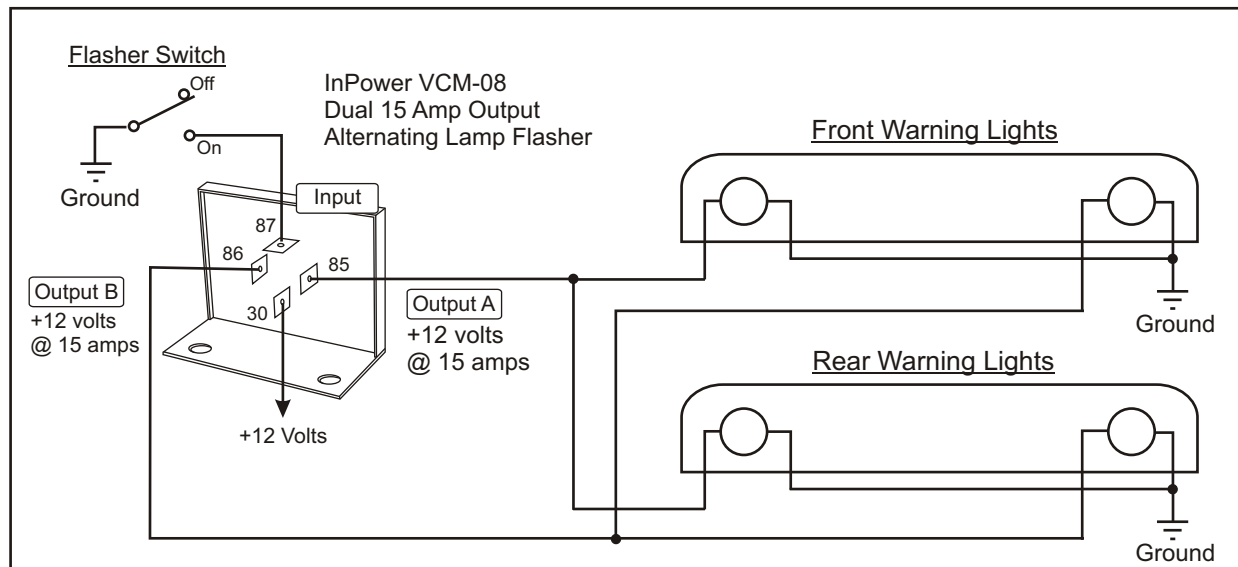 Flasher Switch
Off
On
Ground
InPower VCM-08
Dual 15 Amp Output
Alternating Lamp Flasher
Input
87
86
85
30
Output B
+12 volts
@ 15 amps
Output A
+12 volts
@ 15 amps
+12 Volts
Front Warning Lights
Ground
Rear Warning Lights
Ground